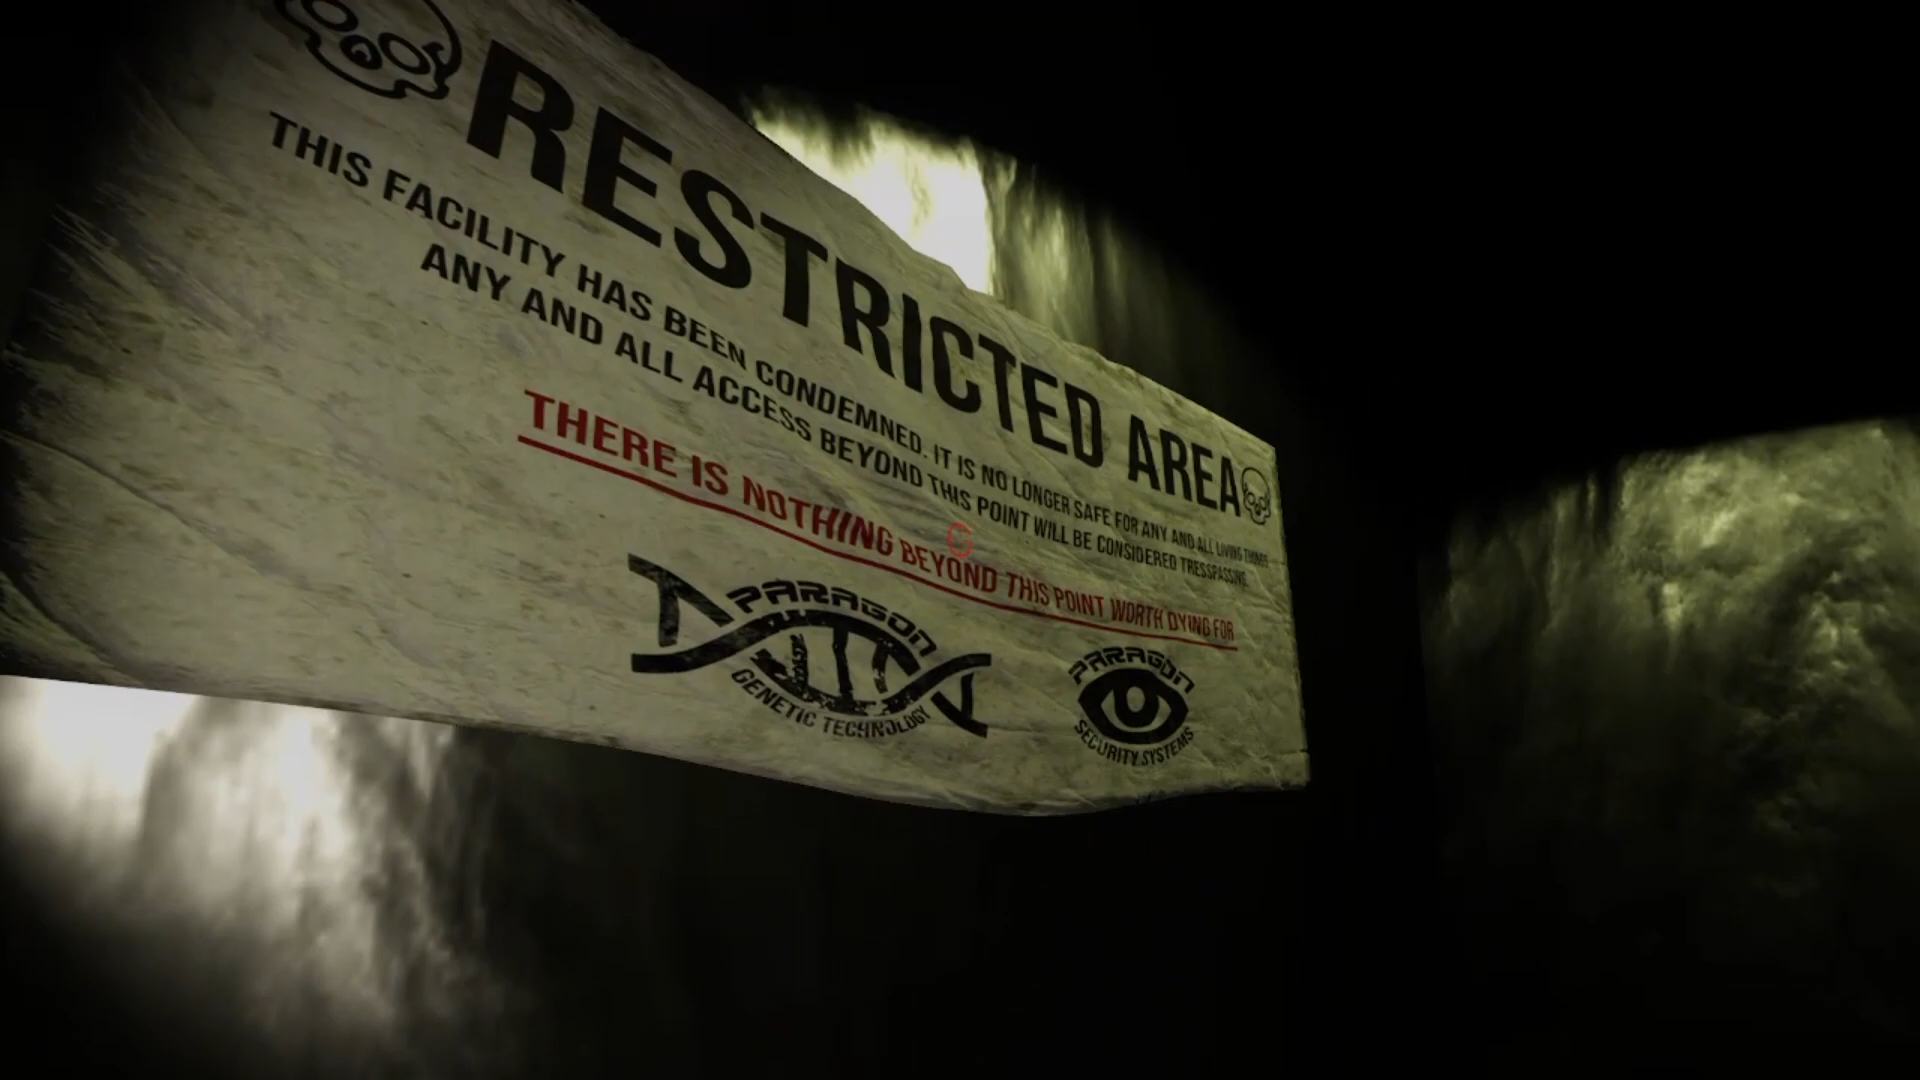 RESTRICTED AREA
THIS FACILITY HAS BEEN CONDEMNED. IT IS NO LONGER SAFE FOR ANY AND ALL LIVING THINGS
ANY AND ALL ACCESS BEYOND THIS POINT WILL BE CONSIDERED TRESSPASSING.
THERE IS NOTHING BEYOND THIS POINT WORTH DYING FOR
PARAGON
GENETIC TECHNOLOGY
PARAGON
SECURITY SYSTEMS